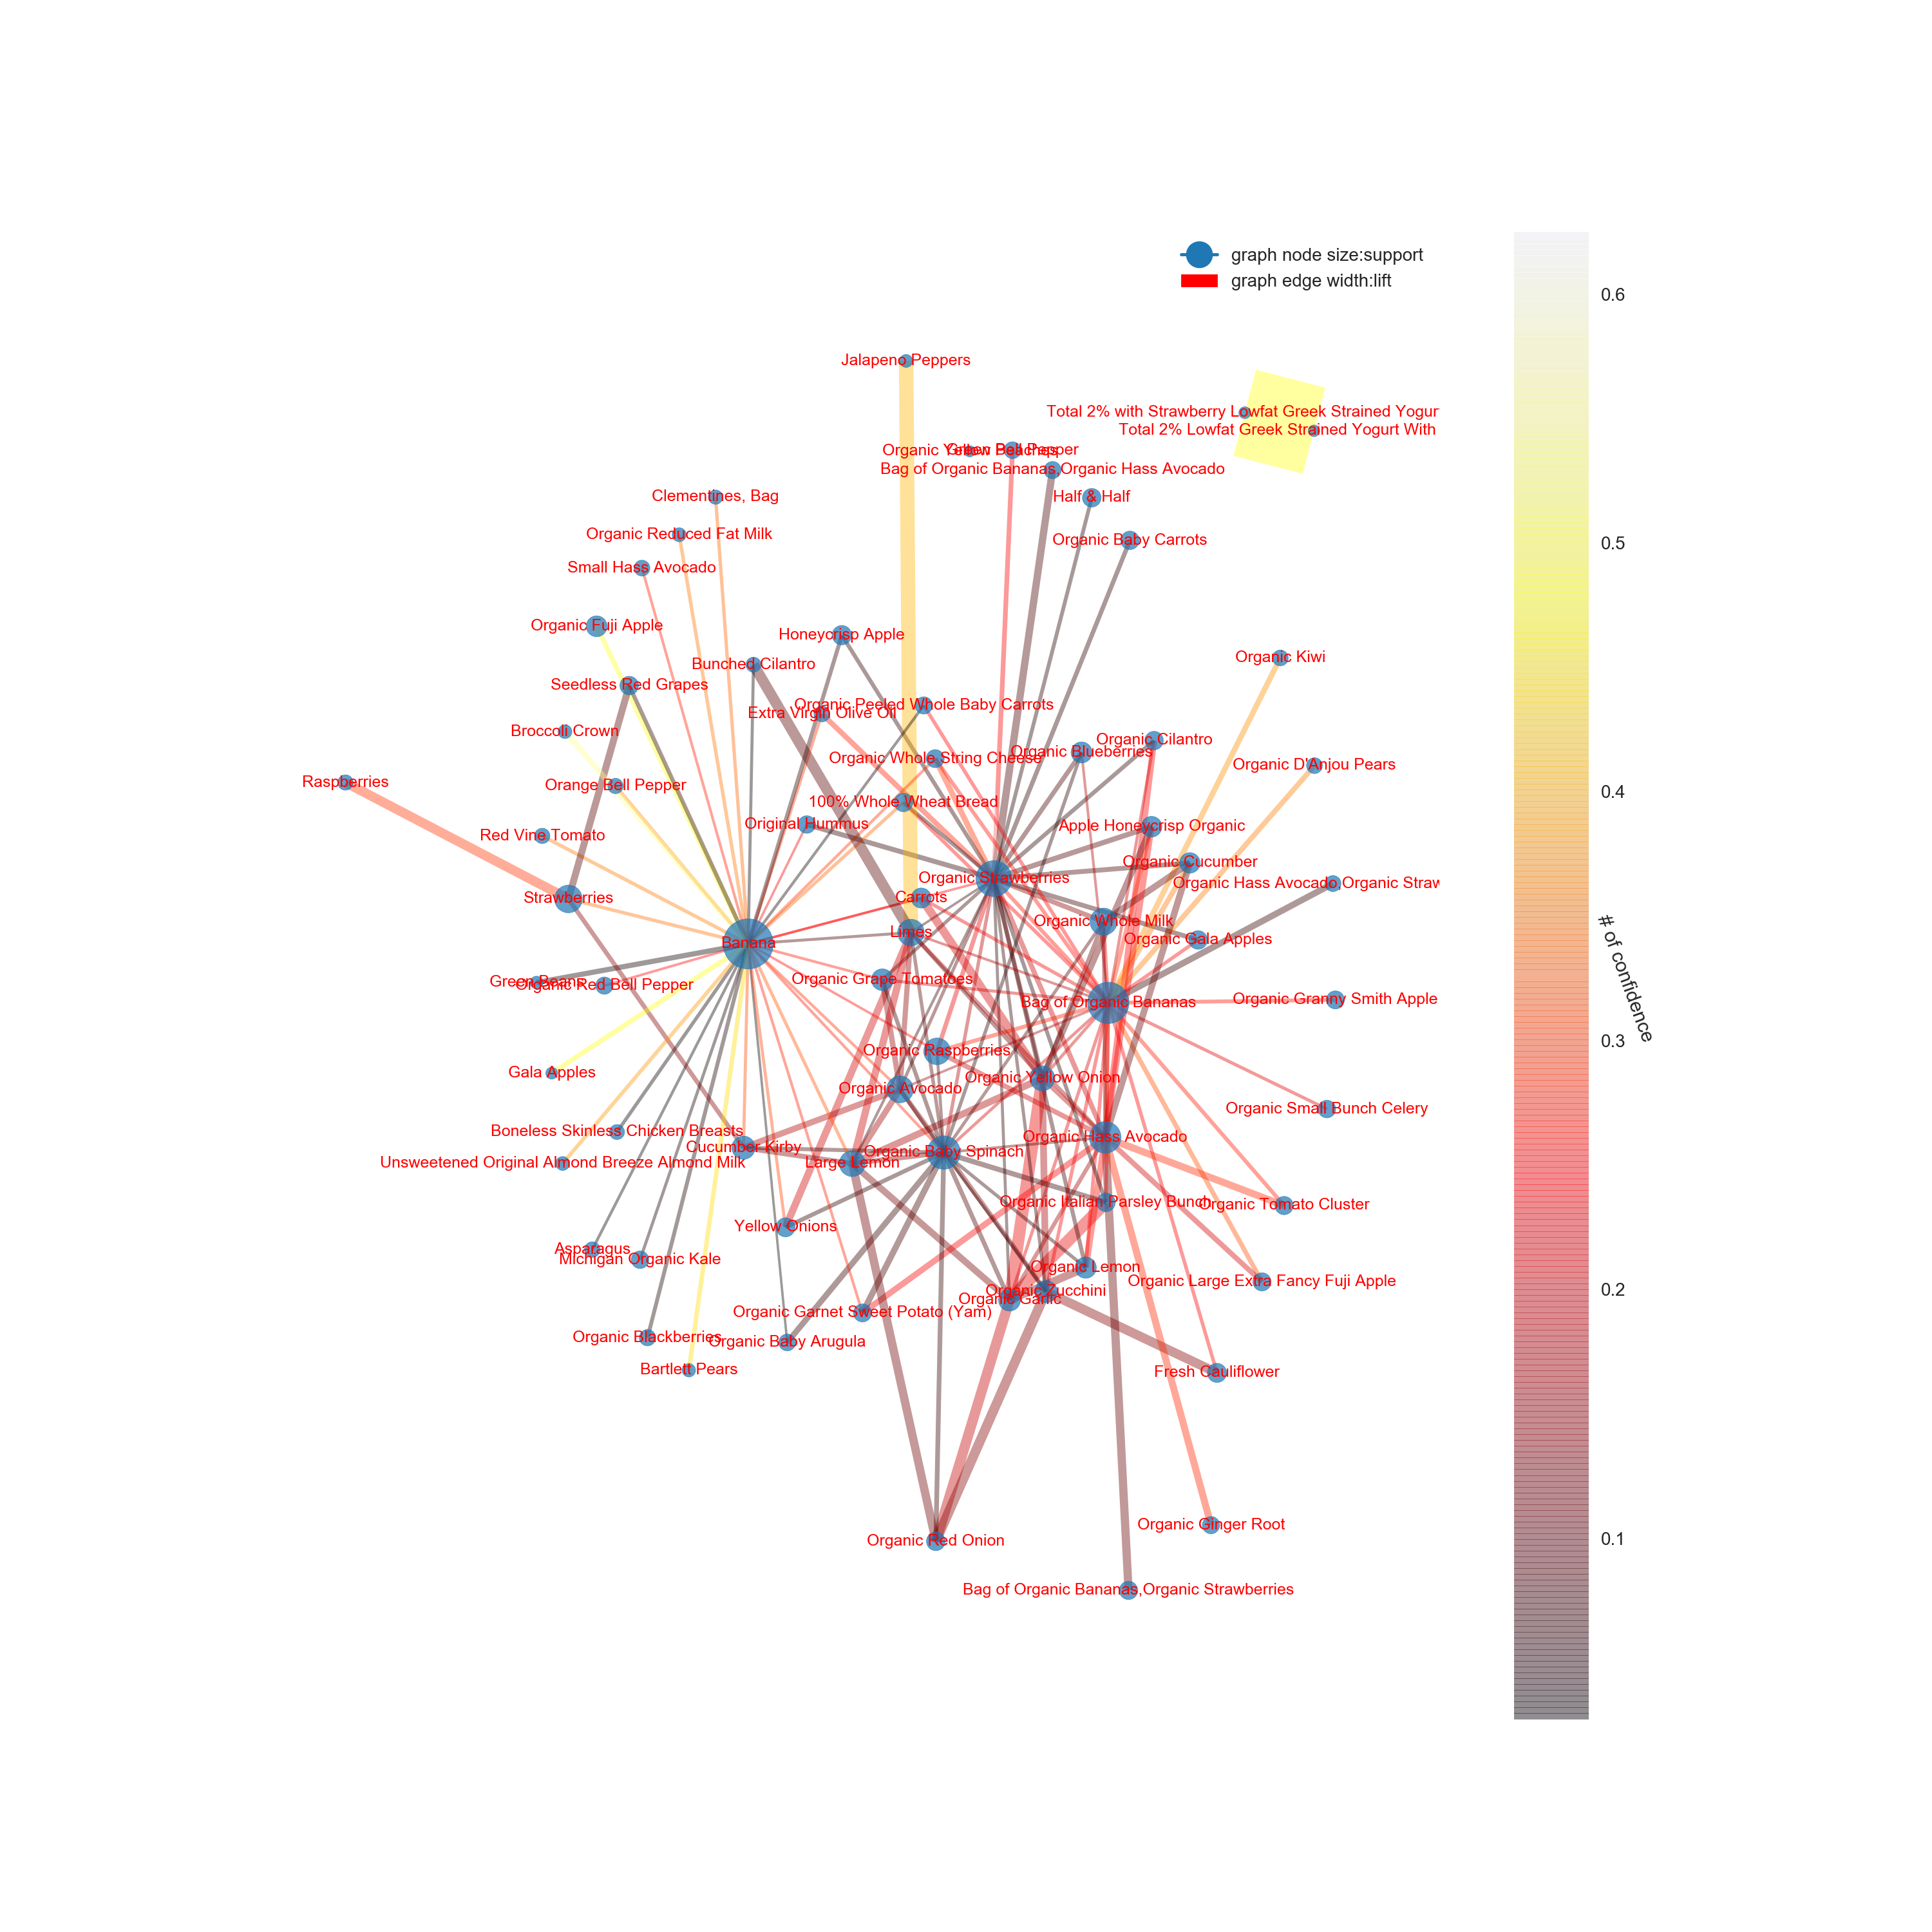 graph node size:support
graph edge width:lift
0.6
Jalapeno Peppers
Total 2% with Strawberry Lowfat Greek Strained Yogur
Total 2% Lowfat Greek Strained Yogurt With
Organic Yellow Peaches
Green Bell Pepper
Bag of Organic Bananas,Organic Hass Avocado
Clementines, Bag
Half & Half
Organic Reduced Fat Milk
Organic Baby Carrots
0.5
Small Hass Avocado
Organic Fuji Apple
Honeycrisp Apple
Organic Kiwi
Bunched Cilantro
Seedless Red Grapes
Organic Peeled Whole Baby Carrots
Extra Virgin Olive Oil
Broccoli Crown
Organic Cilantro
Organic Blueberries
Organic Whole String Cheese
Organic D'Anjou Pears
Raspberries
Orange Bell Pepper
0.4
100% Whole Wheat Bread
Original Hummus
Apple Honeycrisp Organic
Red Vine Tomato
Organic Cucumber
Organic Strawberries
Organic Hass Avocado,Organic Straw
Strawberries
Carrots
Organic Whole Milk
Limes
Organic Gala Apples
Banana
# of confidence
Green Beans
Organic Red Bell Pepper
Organic Grape Tomatoes
Bag of Organic Bananas
Organic Granny Smith Apple
0.3
Organic Raspberries
Gala Apples
Organic Yellow Onion
Organic Avocado
Organic Small Bunch Celery
Boneless Skinless Chicken Breasts
Organic Hass Avocado
Cucumber Kirby
Organic Baby Spinach
Unsweetened Original Almond Breeze Almond Milk
Large Lemon
Organic Italian Parsley Bunch
Organic Tomato Cluster
Yellow Onions
Asparagus
Michigan Organic Kale
Organic Lemon
Organic Large Extra Fancy Fuji Apple
0.2
Organic Zucchini
Organic Garlic
Organic Garnet Sweet Potato (Yam)
Organic Blackberries
Organic Baby Arugula
Bartlett Pears
Fresh Cauliflower
Organic Ginger Root
0.1
Organic Red Onion
Bag of Organic Bananas,Organic Strawberries